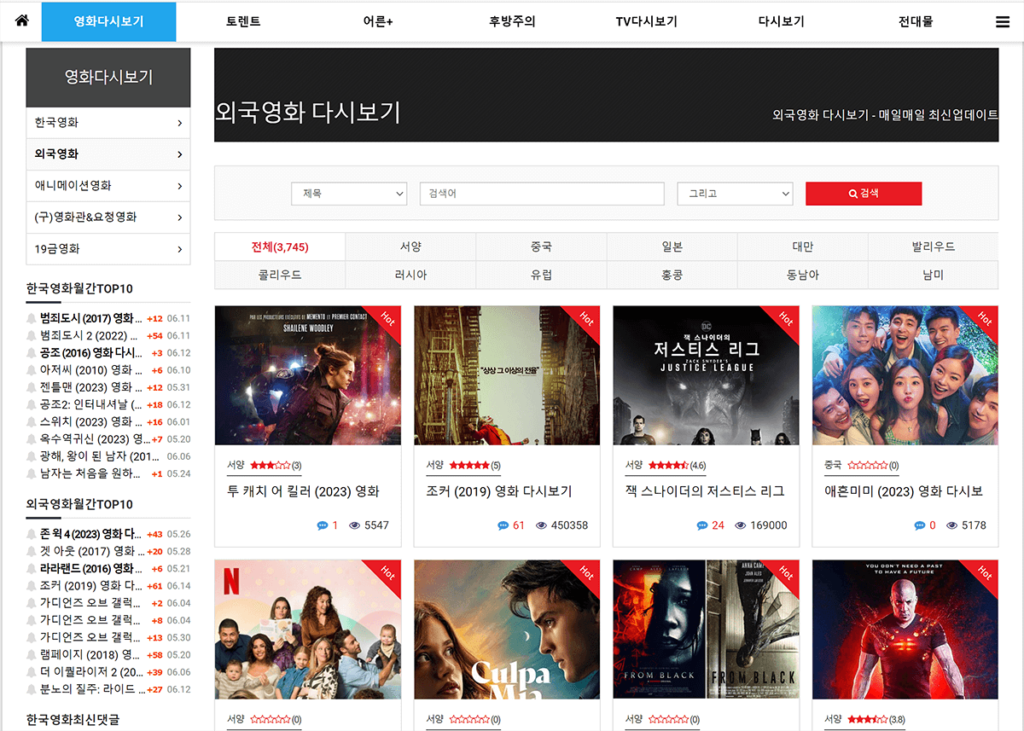 영화다시보기 토렌트 어른+ 후방주의 TV다시보기 다시보기 전대물
영화다시보기
한국영화
외국영화
애니메이션영화
(구)영화관&요청영화
19금영화
한국영화월간TOP10
범죄도시 (2017) 영화 ... +12 06.11
범죄도시 2 (2022) ... +54 06.11
공조 (2016) 영화 다시... +3 06.12
아저씨 (2010) 영화 ... +6 06.10
젠틀맨 (2023) 영화 ... +12 05.31
공조2: 인터내셔날 (... +18 06.12
스위치 (2023) 영화 ... +16 06.01
옥수역귀신 (2023) 영... +7 05.20
광해, 왕이 된 남자 (201... 06.06
남자는 처음을 원하... +1 05.24
외국영화월간TOP10
존 윅 4 (2023) 영화 다... +43 05.26
겟 아웃 (2017) 영화 ... +20 05.28
라라랜드 (2016) 영화 ... +6 05.21
조커 (2019) 영화 다... +61 06.14
가디언즈 오브 갤럭... +2 06.04
가디언즈 오브 갤럭... +8 06.04
가디언즈 오브 갤럭... +13 05.30
램페이지 (2018) 영... +58 05.20
더 이퀄라이저 2 (20... +39 06.06
분노의 질주: 라이드 ... +27 06.12
한국영화최신댓글
외국영화 다시보기
외국영화 다시보기 - 매일매일 최신업데이트
제목 검색어 그리고 검색
전체(3,745) 서양 중국 일본 대만 발리우드
콜리우드 러시아 유럽 홍콩 동남아 남미
PAR LES PRODUCTEURS EXÉCUTIFS DE MEMENTO ET PREMIER CONTACT
SHAILENE WOODLEY
Hot
서양 (3)
투 캐치 어 킬러 (2023) 영화
1 5547
"상상 그 이상의 전율"
Hot
서양 (5)
조커 (2019) 영화 다시보기
61 450358
DC
잭 스나이더의
저스티스 리그
ZACK SNYDER'S
JUSTICE LEAGUE
Hot
서양 (4.6)
잭 스나이더의 저스티스 리그
24 169000
Hot
중국 (0)
애혼미미 (2023) 영화 다시보
0 5178
N
Hot
서양 (0)
Culpa
Mia
Hot
서양 (0)
FROM BLACK
FROM BLACK
Hot
서양 (0)
YOU DON'T NEED A PAST
TO HAVE A FUTURE
Hot
서양 (3.8)